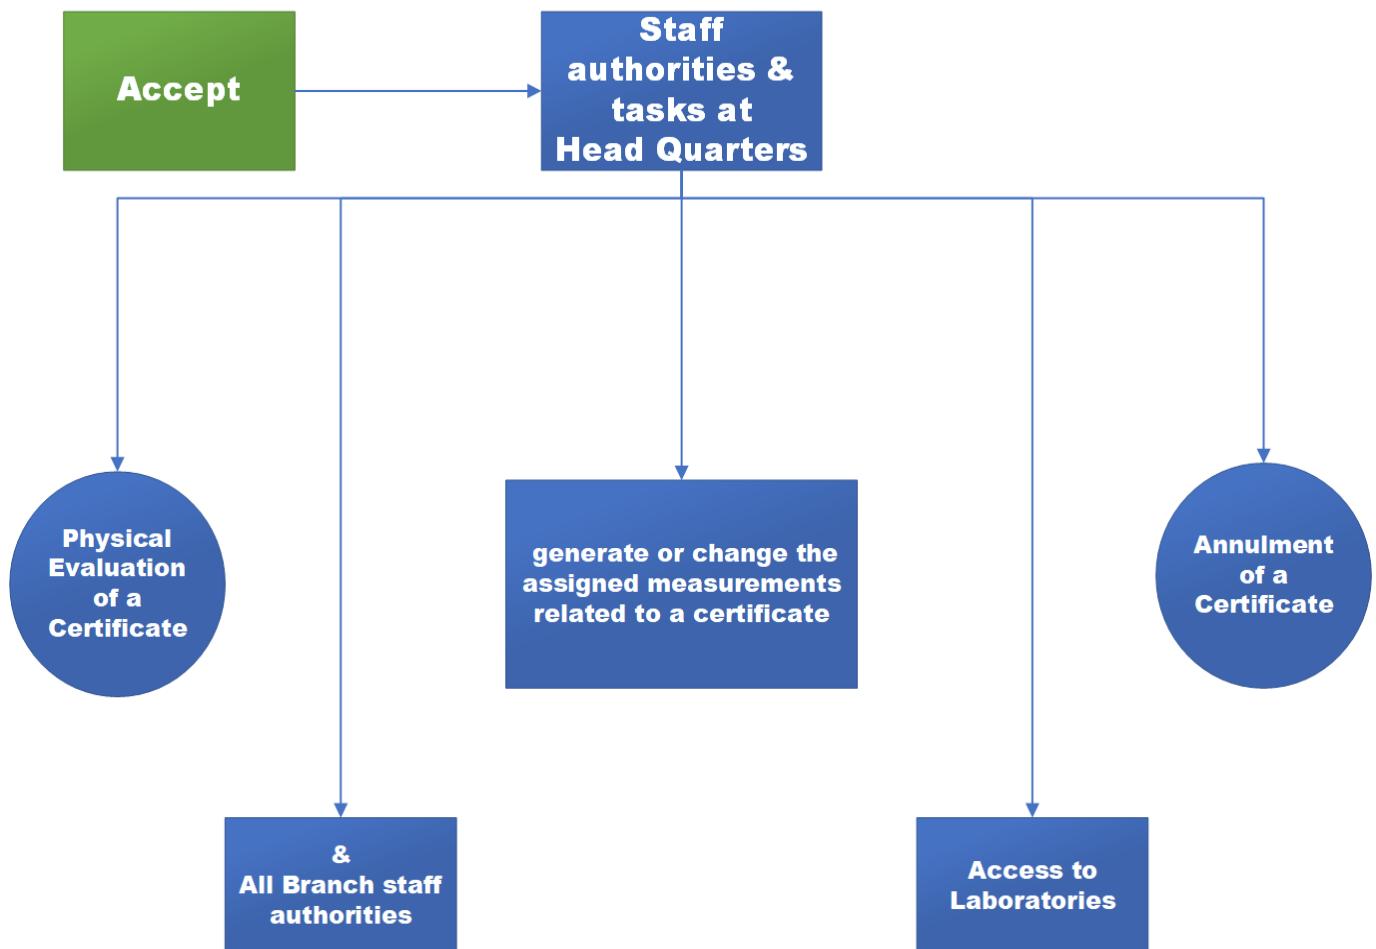 Accept
Staff
authorities &
tasks at
Head Quarters
Physical
Evaluation
of a
Certificate
generate or change the
assigned measurements
related to a certificate
Annulment
of a
Certificate
&
All Branch staff
authorities
Access to
Laboratories